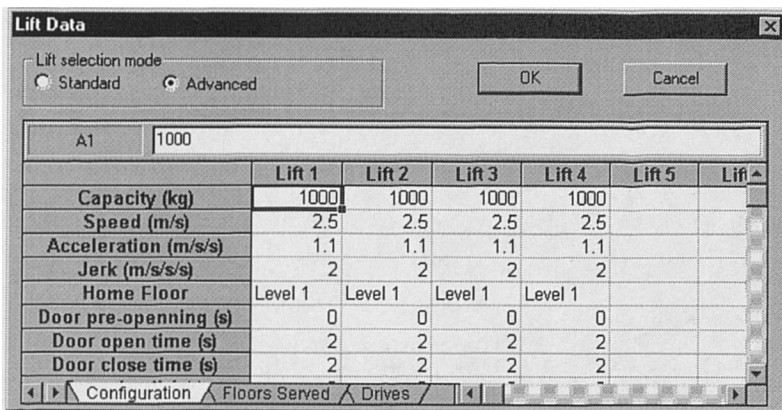 Lift Data
Lift selection mode
Standard Advanced OK Cancel
A1 1000
Lift 1 Lift 2 Lift 3 Lift 4 Lift 5 Lif
Capacity (kg) 1000 1000 1000 1000
Speed (m/s) 2.5 2.5 2.5 2.5
Acceleration (m/s/s) 1.1 1.1 1.1 1.1
Jerk (m/s/s/s) 2 2 2 2
Home Floor Level 1 Level 1 Level 1 Level 1
Door pre-openning (s) 0 0 0 0
Door open time (s) 2 2 2 2
Door close time (s) 2 2 2 2
Configuration Floors Served Drives